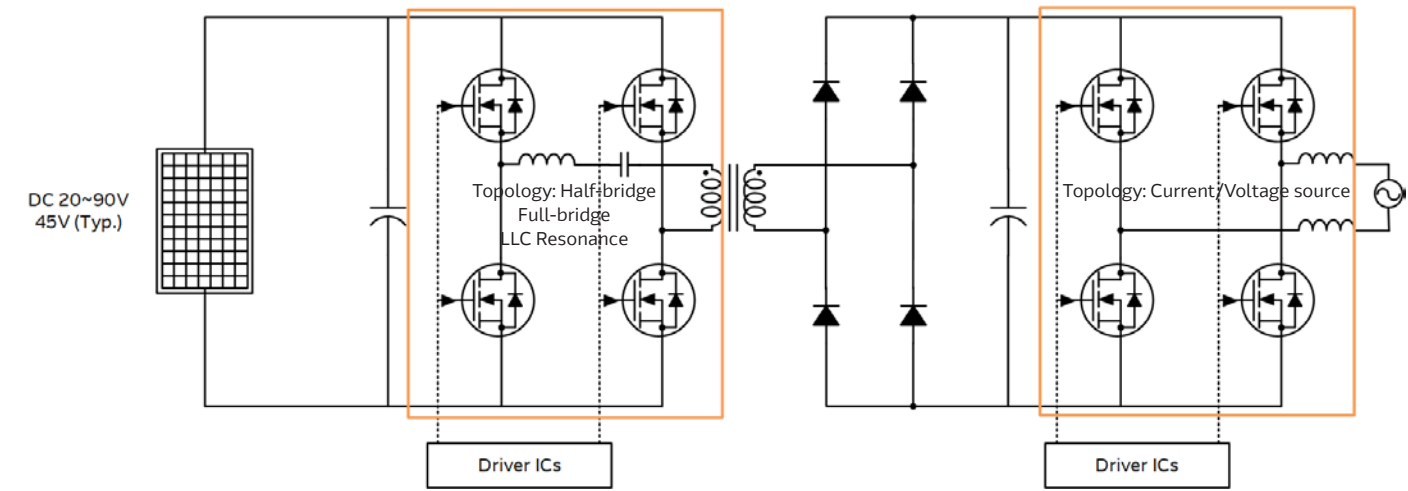 DC 20~90V
45V (Typ.)
Topology: Half-bridge
Full-bridge
LLC Resonance
Topology: Current/Voltage source
Driver ICs
Driver ICs